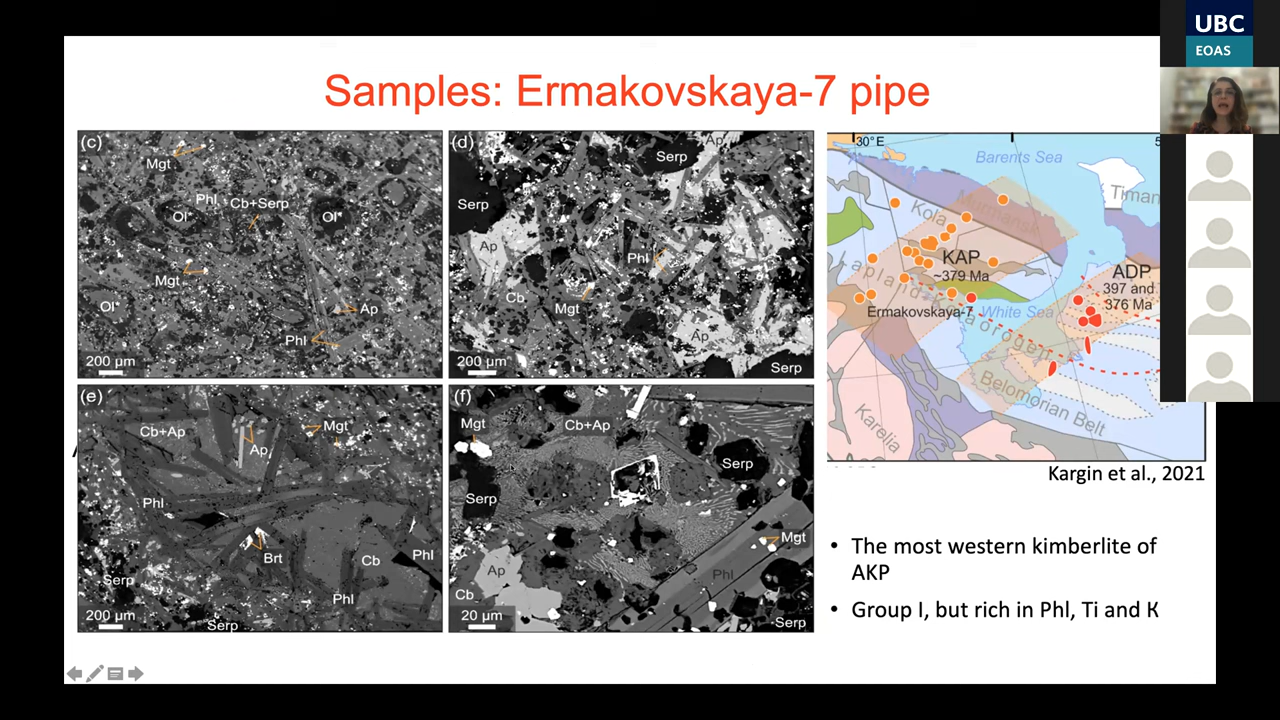 UBC
EOAS
Samples: Ermakovskaya-7 pipe
(c)
Mgt
Phl
Cb+Serp
Ol*
Ol*
Mgt
Ol*
Ap
Phl
200 µm
(d)
Ap
Serp
Serp
Ap
Phl
Cb
Mgt
Ap
200 µm
Serp
(e)
Cb+Ap
Mgt
Ap
Phl
Brt
Cb
Phl
Serp
Phl
200 µm
Serp
(f)
Mgt
Cb+Ap
Serp
Serp
Mgt
Ap
Phl
Cb
20 µm
Serp
30°E
5
Barents Sea
Timan
Murmansk
Kola
KAP
~379 Ma
ADP
397 and
376 Ma
Ermakovskaya-7
White Sea
Belomorian Belt
Karelia
Kargin et al., 2021
• The most western kimberlite of
AKP
• Group I, but rich in Phl, Ti and K